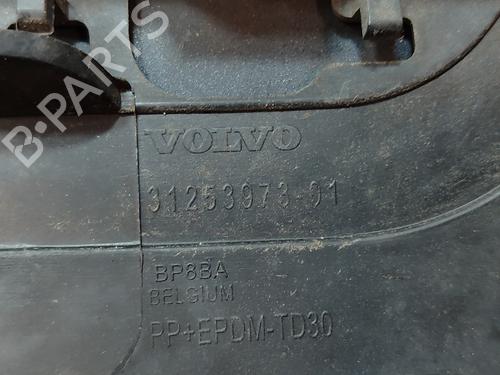 B-PARTS
VOLVO
31253973-01
BP8BA
BELGIUM
PP+EPDM-TD30